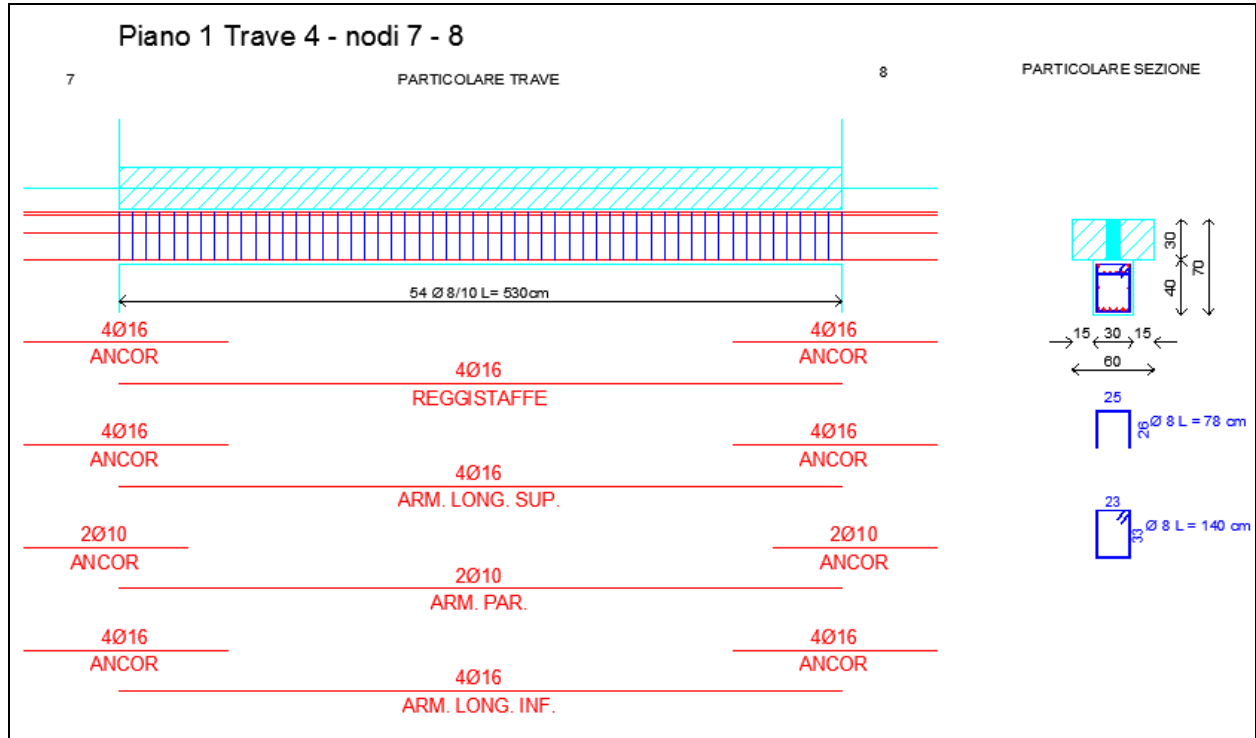 Piano 1 Trave 4 - nodi 7 - 8
7
PARTICOLARE TRAVE
8
PARTICOLARE SEZIONE
30
70
40
54 Ø 8/10 L= 530cm
15 30 15
60
4Ø16
ANCOR
4Ø16
ANCOR
4Ø16
REGGISTAFFE
25
26
Ø 8 L = 78 cm
4Ø16
ANCOR
4Ø16
ANCOR
4Ø16
ARM. LONG. SUP.
23
33
Ø 8 L = 140 cm
2Ø10
ANCOR
2Ø10
ANCOR
2Ø10
ARM. PAR.
4Ø16
ANCOR
4Ø16
ANCOR
4Ø16
ARM. LONG. INF.